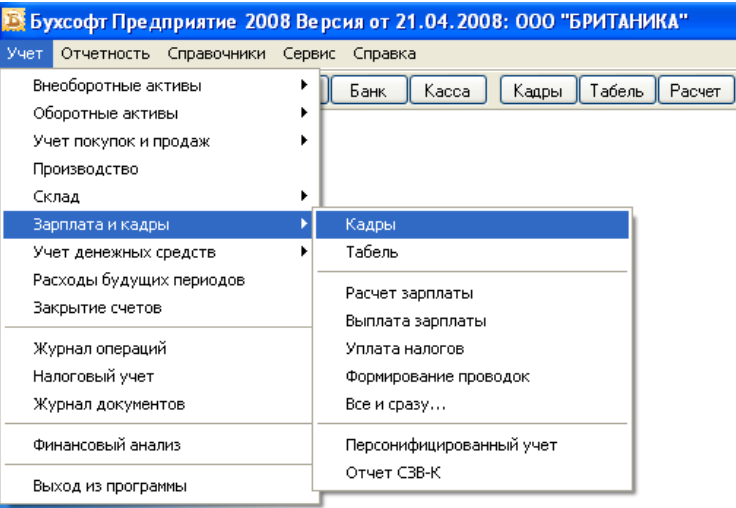 Бухсофт Предприятие 2008 Версия от 21.04.2008: ООО "БРИТАНИКА"
Учет Отчетность Справочники Сервис Справка
Банк Касса Кадры Табель Расчет
Внеоборотные активы
Оборотные активы
Учет покупок и продаж
Производство
Склад
Зарплата и кадры
Учет денежных средств
Расходы будущих периодов
Закрытие счетов
Журнал операций
Налоговый учет
Журнал документов
Финансовый анализ
Выход из программы
Кадры
Табель
Расчет зарплаты
Выплата зарплаты
Уплата налогов
Формирование проводок
Все и сразу...
Персонифицированный учет
Отчет СЗВ-К